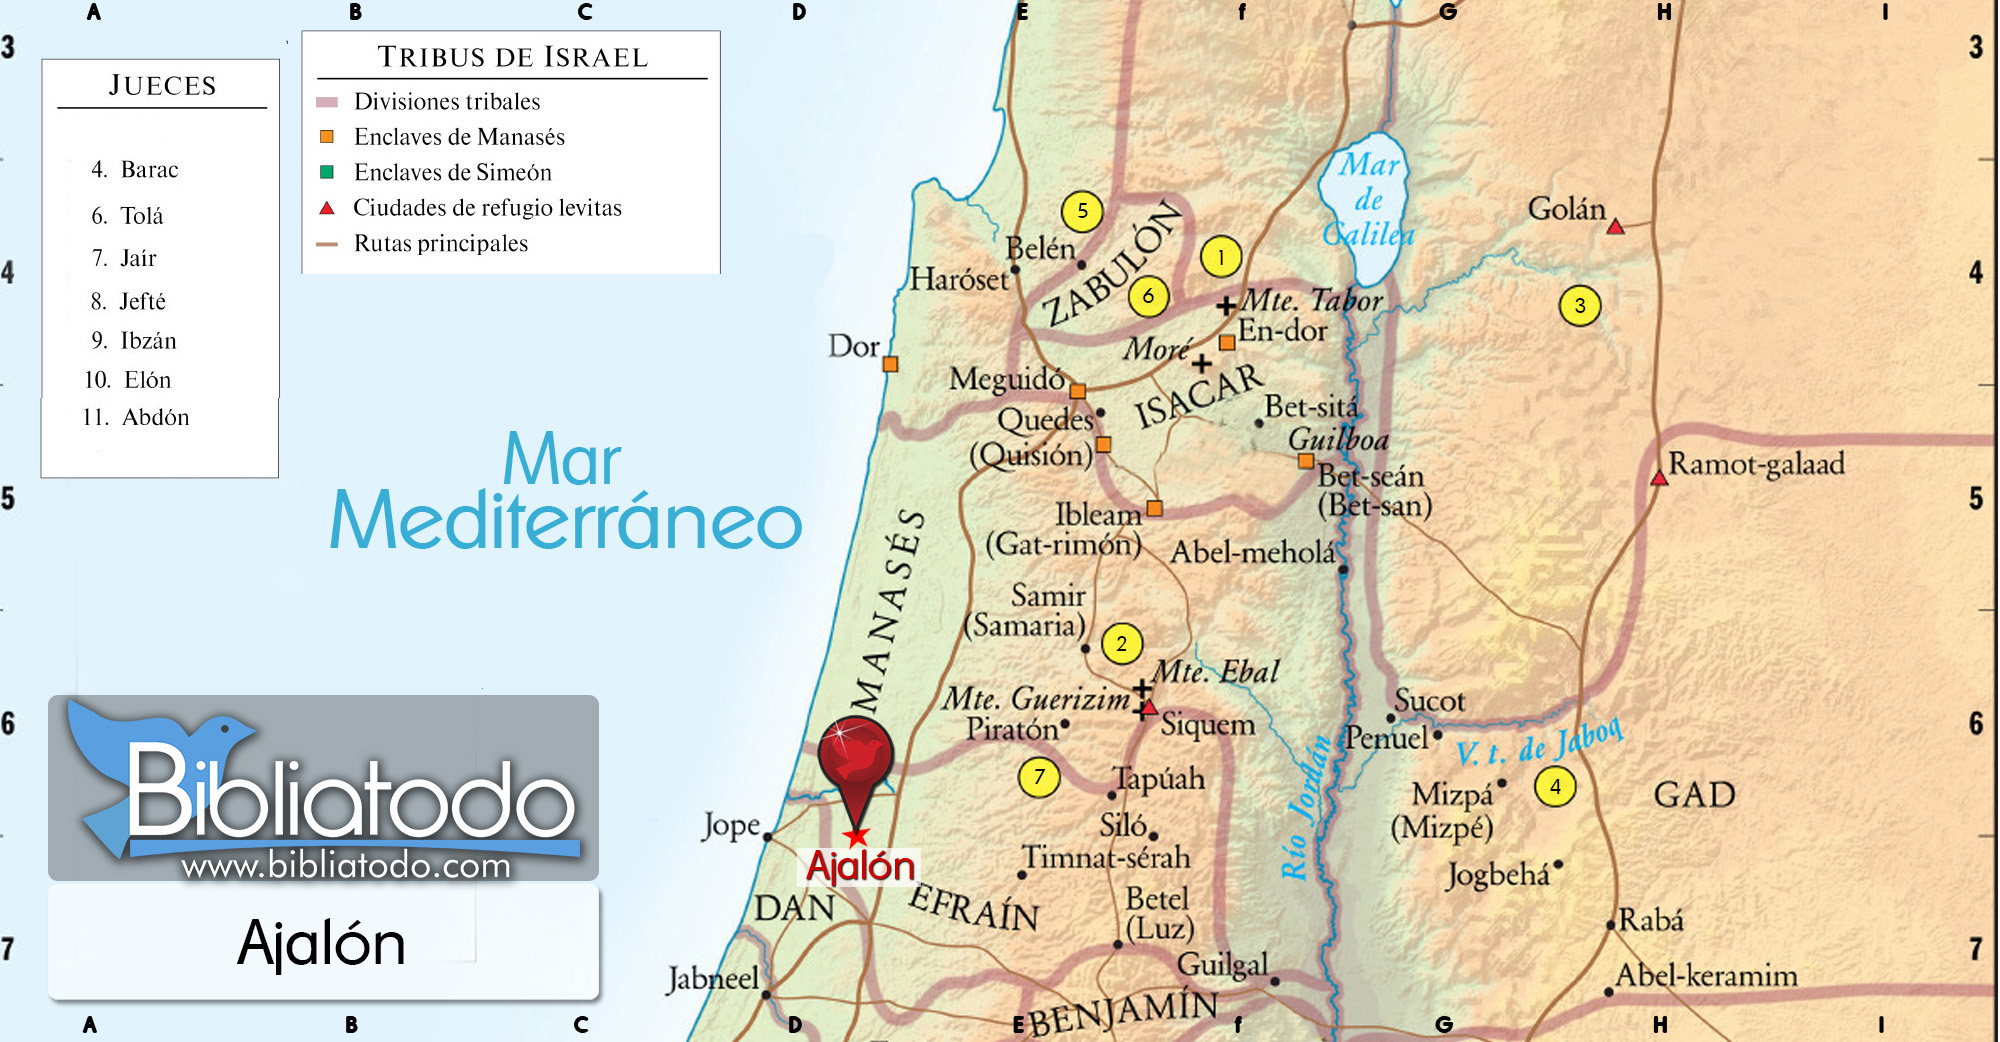 A B C D E f G H I
3 3
JUECES
4. Barac
6. Tolá
7. Jaír
8. Jefté
9. Ibzán
10. Elón
11. Abdón
TRIBUS DE ISRAEL
Divisiones tribales
Enclaves de Manasés
Enclaves de Simeón
Ciudades de refugio levitas
Rutas principales
Mar
de
Galilea
Golán
5
Belén
ZABULÓN
1
4 4
Haróset
6
3
Mte. Tabor
En-dor
Dor
Moré
Meguidó
ISACAR
Quedes
(Quisión)
Bet-sitá
Guilboa
Bet-seán
(Bet-san)
Ramot-galaad
Mar
Mediterráneo
5 5
Ibleam
(Gat-rimón)
Abel-meholá
MANASÉS
Samir
(Samaria)
2
Mte. Ebal
Mte. Guerizim
Piratón
Siquem
Sucot
Penuel
V. t. de Jaboq
6 6
7
Tapúah
Río Jordán
Mizpá
(Mizpé)
4
GAD
Bibliatodo
www.bibliatodo.com
Jope
Siló
Ajalón
Timnat-sérah
Jogbehá
DAN
EFRAÍN
Betel
(Luz)
Rabá
Ajalón
7 7
Jabneel
Guilgal
Abel-keramim
BENJAMÍN
A B C D E f G H I